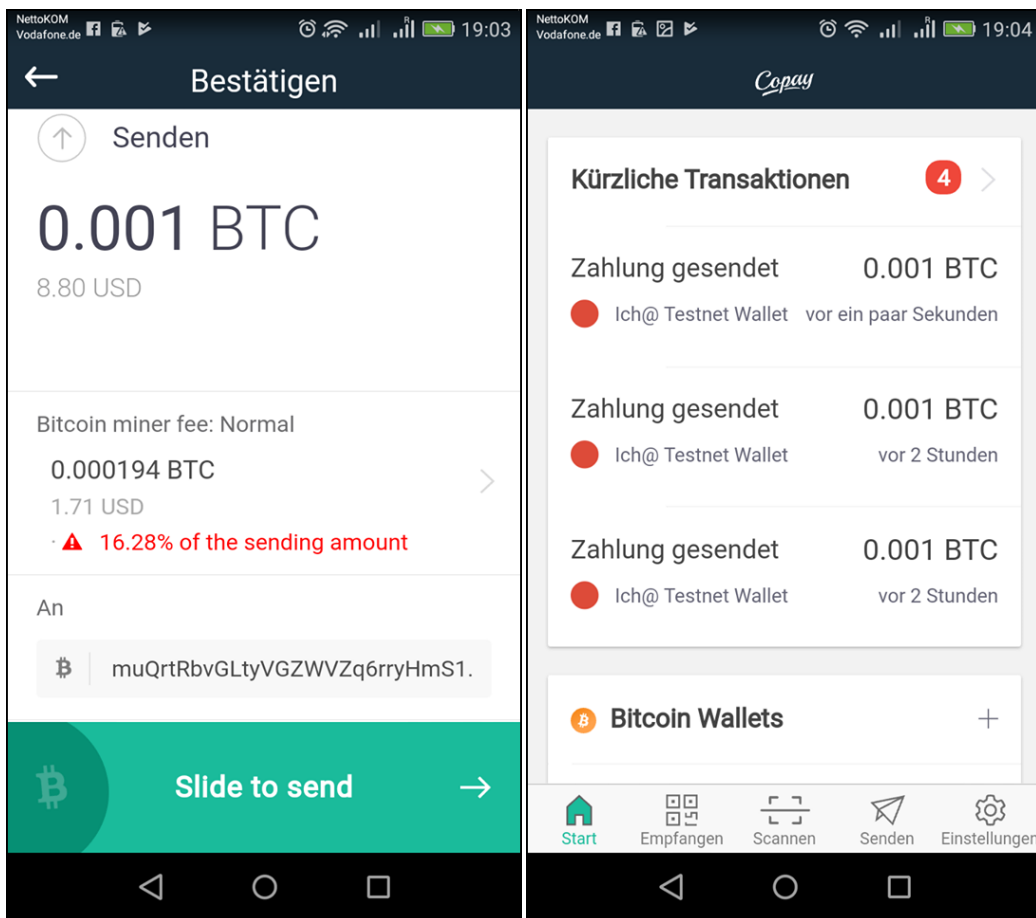 NettoKOM
Vodafone.de
19:03
Bestätigen
Senden
0.001 BTC
8.80 USD
Bitcoin miner fee: Normal
0.000194 BTC
1.71 USD
· 16.28% of the sending amount
An
muQrtRbvGLtyVGZWVZq6rryHmS1.
Slide to send
NettoKOM
Vodafone.de
R
19:04
Copay
Kürzliche Transaktionen 4
Zahlung gesendet 0.001 BTC
Ich@ Testnet Wallet vor ein paar Sekunden
Zahlung gesendet 0.001 BTC
Ich@ Testnet Wallet vor 2 Stunden
Zahlung gesendet 0.001 BTC
Ich@ Testnet Wallet vor 2 Stunden
Bitcoin Wallets
Start Empfangen Scannen Senden Einstellungen